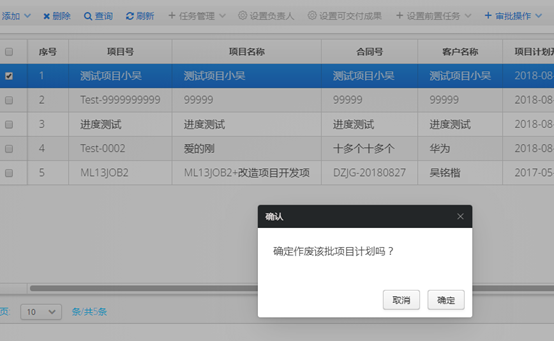 添加 删除 查询 刷新 任务管理 设置负责人 设置可交付成果 设置前置任务 审批操作
序号 项目号 项目名称 合同号 客户名称 项目计划开
1 测试项目小吴 测试项目小吴 测试项目小吴 测试项目小吴 2018-08
2 Test-9999999999 99999 99999 99999 2018-08
3 进度测试 进度测试 进度测试 进度测试 2018-08
4 Test-0002 爱的刚 十多个十多个 华为 2018-08
5 ML13JOB2 ML13JOB2+改造项目开发项 DZJG-20180827 吴铭楷 2017-05
确认
确定作废该批项目计划吗？
取消 确定
页: 10 条/共5条